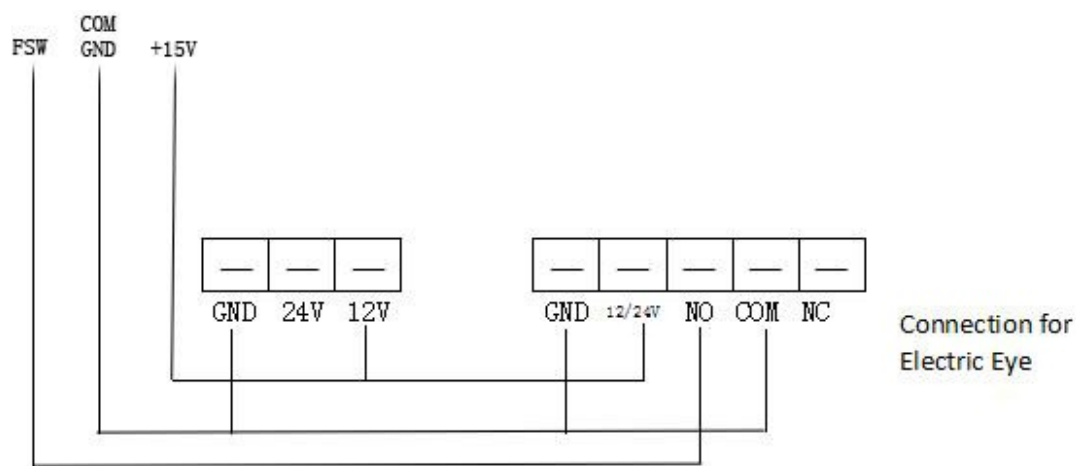 COM
FSW GND +15V
GND 24V 12V GND 12/24V NO COM NC
Connection for
Electric Eye